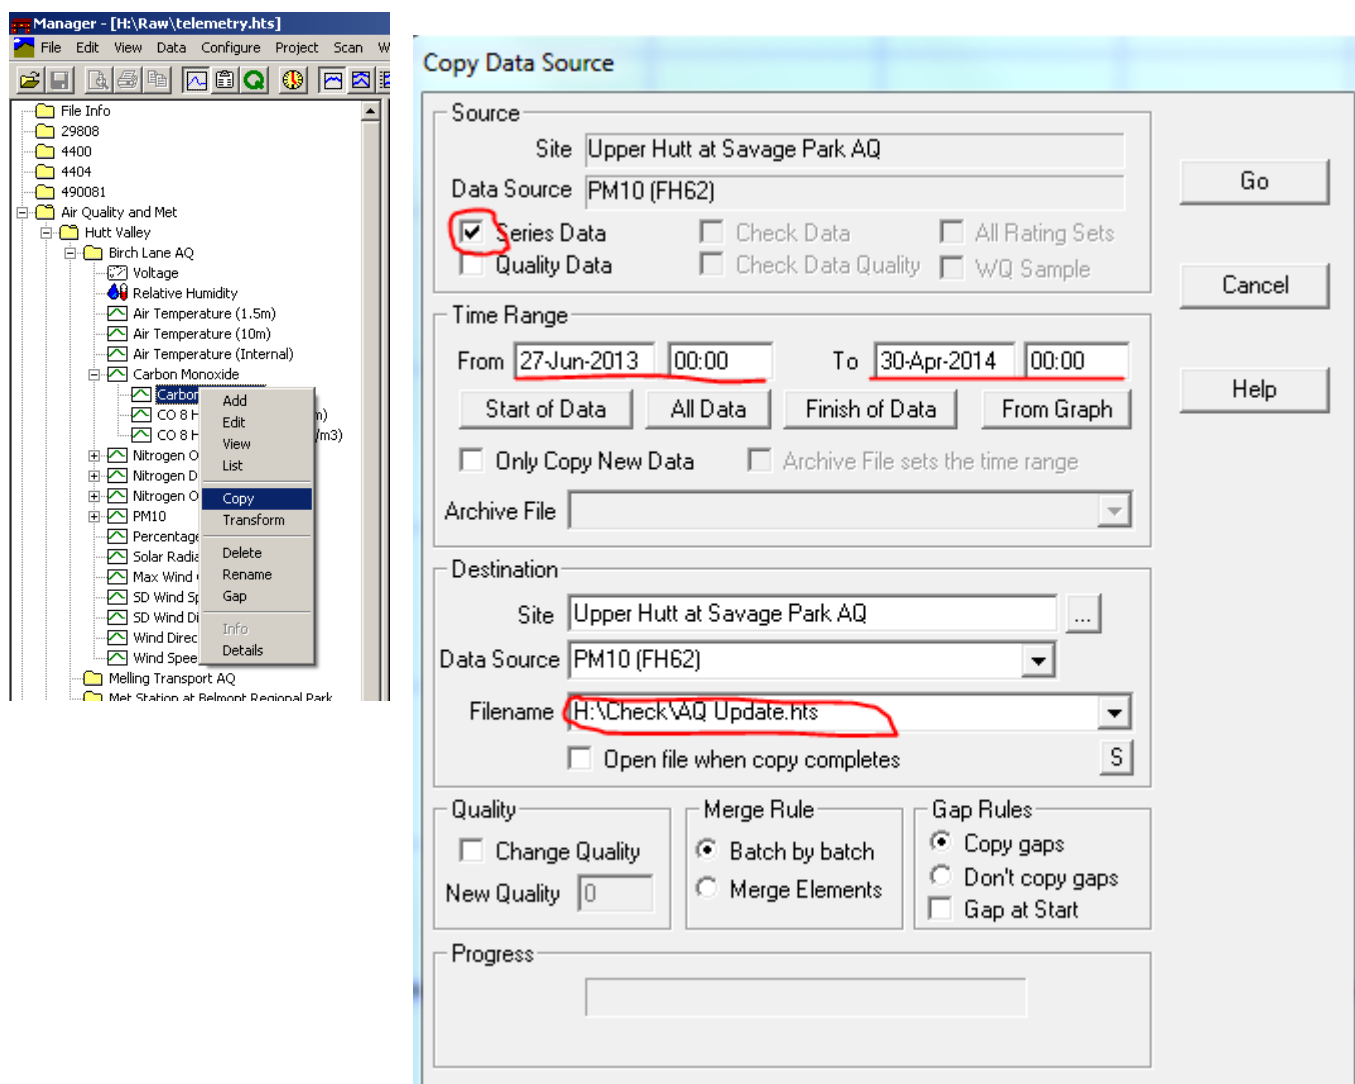 Manager - [H:\Raw\telemetry.hts]
File Edit View Data Configure Project Scan W
File Info
29808
4400
4404
490081
Air Quality and Met
Hutt Valley
Birch Lane AQ
Voltage
Relative Humidity
Air Temperature (1.5m)
Air Temperature (10m)
Air Temperature (Internal)
Carbon Monoxide
Carbon
CO 8 H
CO 8 H /m3)
Nitrogen O
Nitrogen D
Nitrogen O
PM10
Percentage
Solar Radia
Max Wind
SD Wind Sp
SD Wind Di
Wind Direc
Wind Spee
Melling Transport AQ
Met Station at Belmont Regional Park
Add
Edit
View
List
Copy
Transform
Delete
Rename
Gap
Info
Details
Copy Data Source
Source
Site Upper Hutt at Savage Park AQ
Data Source PM10 (FH62)
Series Data Check Data All Rating Sets
Quality Data Check Data Quality WQ Sample
Time Range
From 27-Jun-2013 00:00 To 30-Apr-2014 00:00
Start of Data All Data Finish of Data From Graph
Only Copy New Data Archive File sets the time range
Archive File
Destination
Site Upper Hutt at Savage Park AQ ...
Data Source PM10 (FH62)
Filename H:\Check\AQ Update.hts
Open file when copy completes S
Quality
Change Quality
New Quality 0
Merge Rule
Batch by batch
Merge Elements
Gap Rules
Copy gaps
Don't copy gaps
Gap at Start
Progress
Go
Cancel
Help